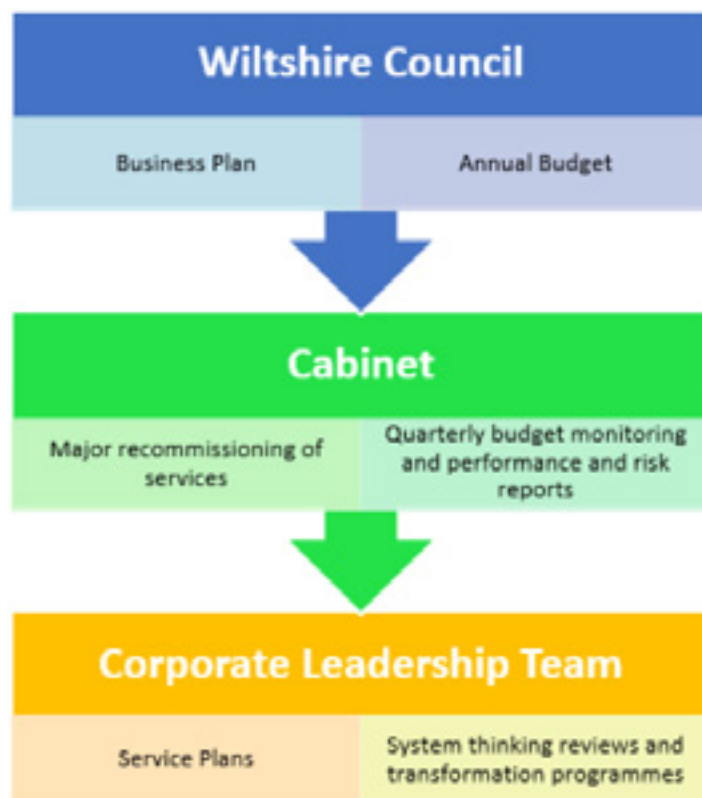 Wiltshire Council
Business Plan
Annual Budget
Cabinet
Major recommissioning of
services
Quarterly budget monitoring
and performance and risk
reports
Corporate Leadership Team
Service Plans
System thinking reviews and
transformation programmes